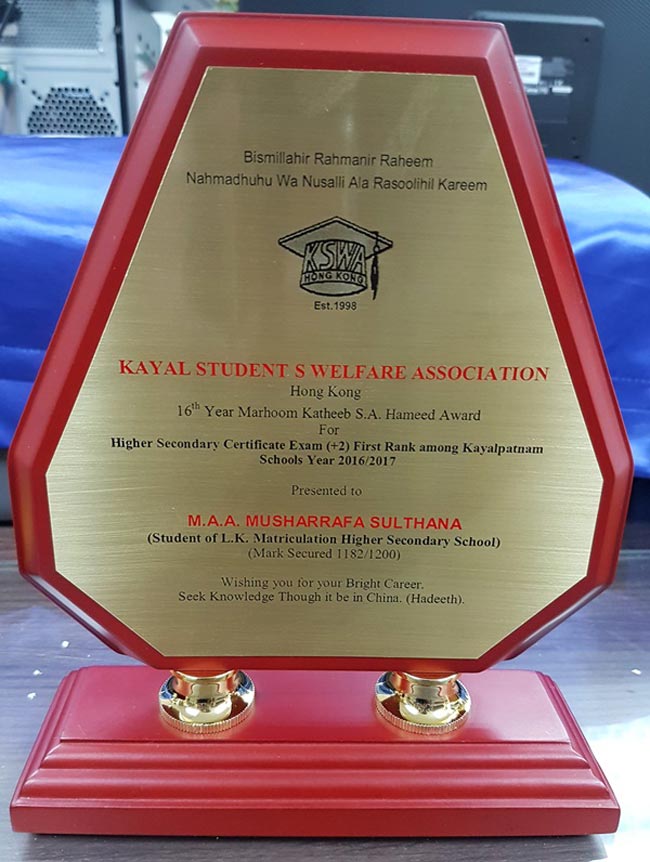 Bismillahir Rahmanir Raheem
Nahmadhuhu Wa Nusalli Ala Rasoolihil Kareem
KSWA
HONG KONG
Est.1998
KAYAL STUDENT S WELFARE ASSOCIATION
Hong Kong
16th Year Marhoom Katheeb S.A. Hameed Award
For
Higher Secondary Certificate Exam (+2) First Rank among Kayalpatnam
Schools Year 2016/2017
Presented to
M.A.A. MUSHARRAFA SULTHANA
(Student of L.K. Matriculation Higher Secondary School)
(Mark Secured 1182/1200)
Wishing you for your Bright Career.
Seek Knowledge Though it be in China. (Hadeeth).